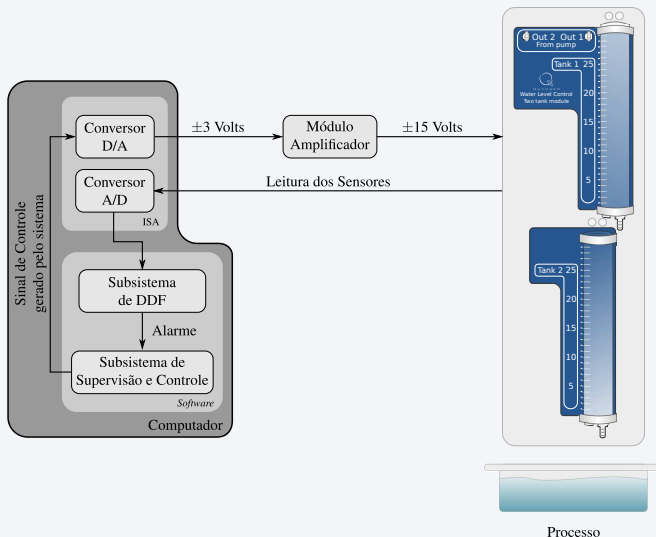 Out 2 Out 1
From pump
Tank 1 25
20
15
10
5
Water Level Control
Two tank module
Conversor
D/A
±3 Volts
Módulo
Amplificador
±15 Volts
Conversor
A/D
Leitura dos Sensores
ISA
Sinal de Controle
gerado pelo sistema
Subsistema
de DDF
Alarme
Subsistema de
Supervisão e Controle
Software
Computador
Tank 2 25
20
15
10
5
Processo